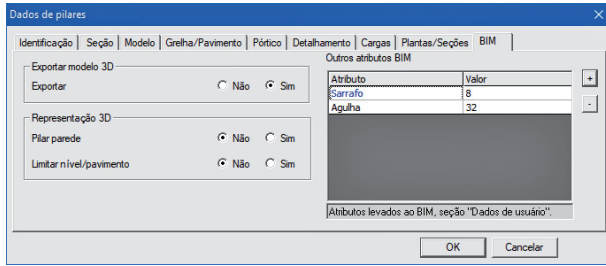 Dados de pilares
Identificação Seção Modelo Grelha/Pavimento Pórtico Detalhamento Cargas Plantas/Seções BIM
Exportar modelo 3D
Exportar Não Sim
Representação 3D
Pilar parede Não Sim
Limitar nível/pavimento Não Sim
Outros atributos BIM
Atributo Valor
Sarrafo 8
Agulha 32
+
-
Atributos levados ao BIM, seção "Dados de usuário".
OK Cancelar